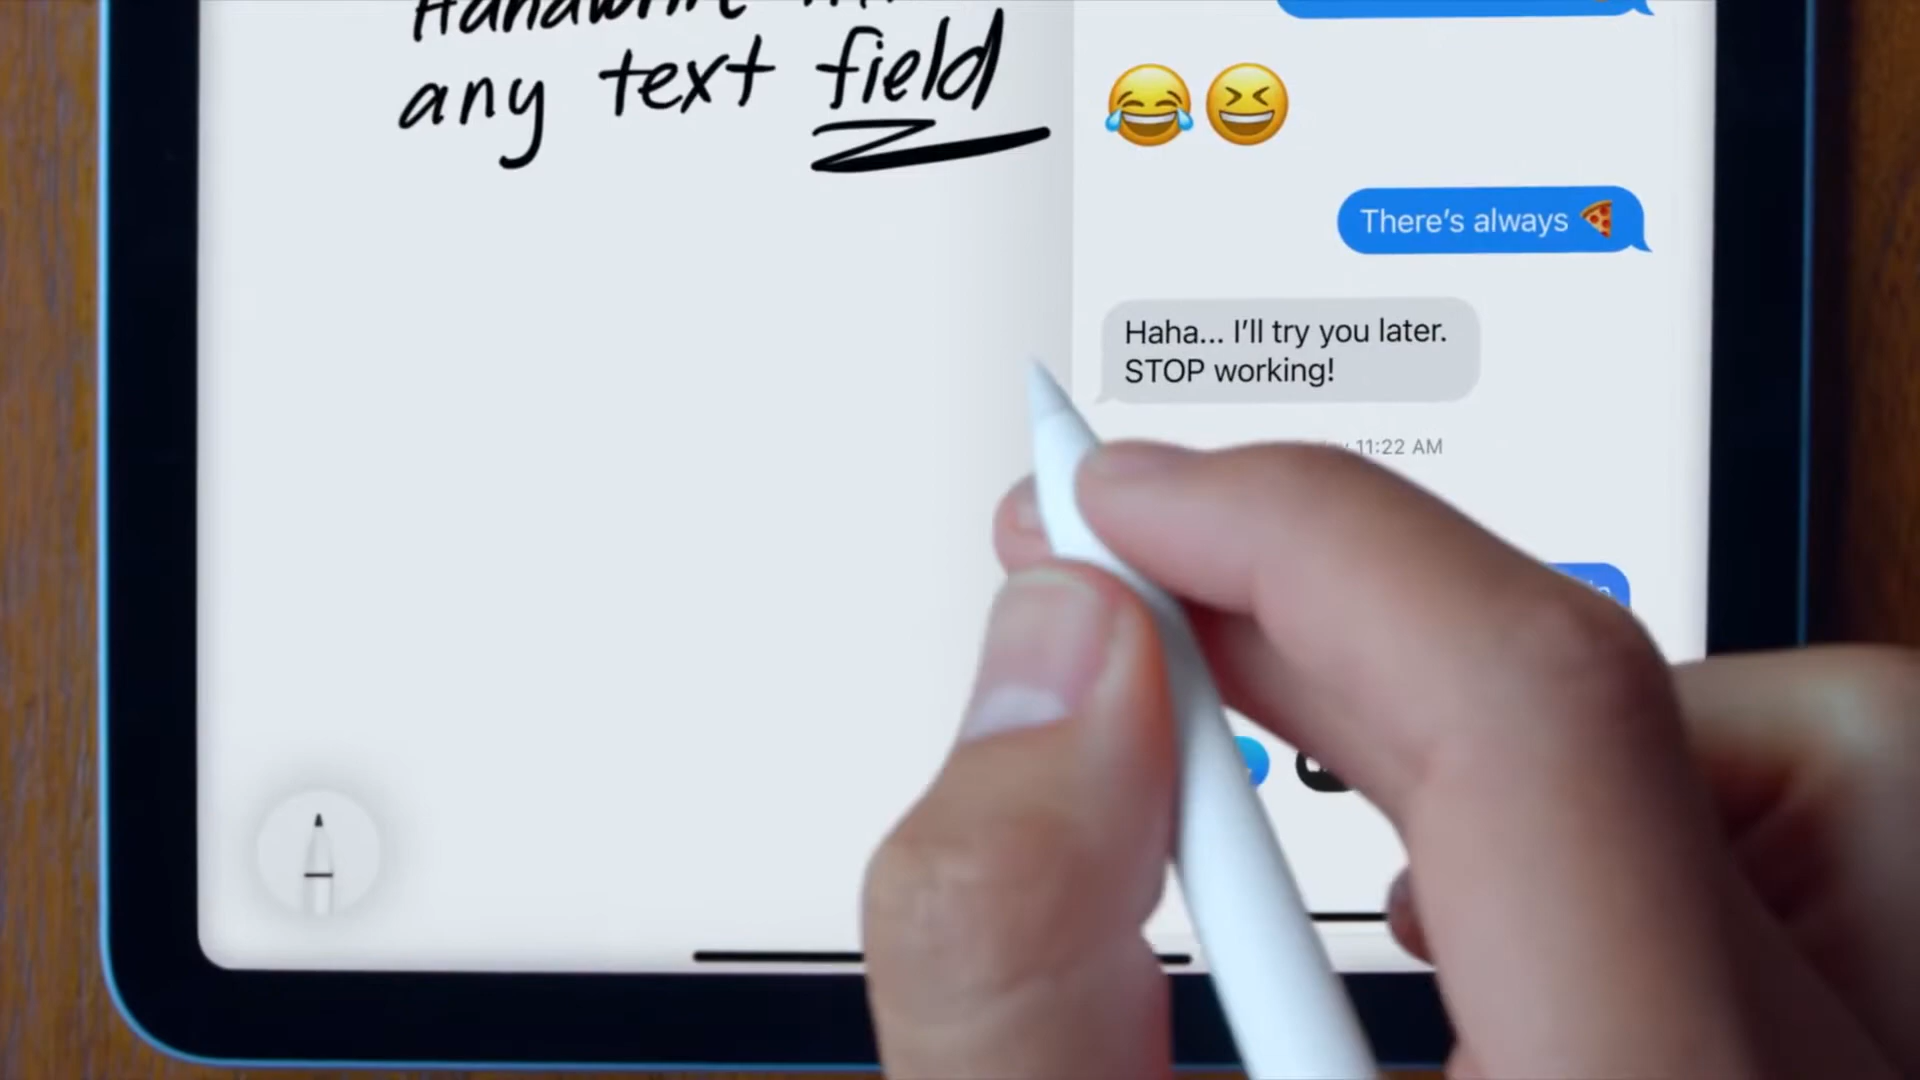 any text field
😂 😆
There's always 🍕
Haha... I'll try you later.
STOP working!
11:22 AM